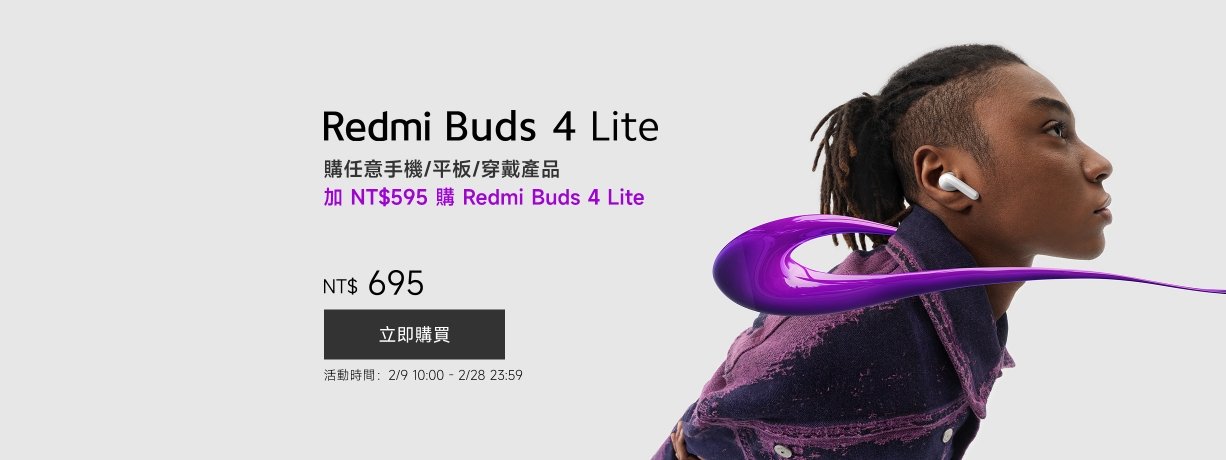 Redmi Buds 4 Lite
購任意手機/平板/穿戴產品
加 NT$595 購 Redmi Buds 4 Lite
NT$ 695
立即購買
活動時間：2/9 10:00 - 2/28 23:59